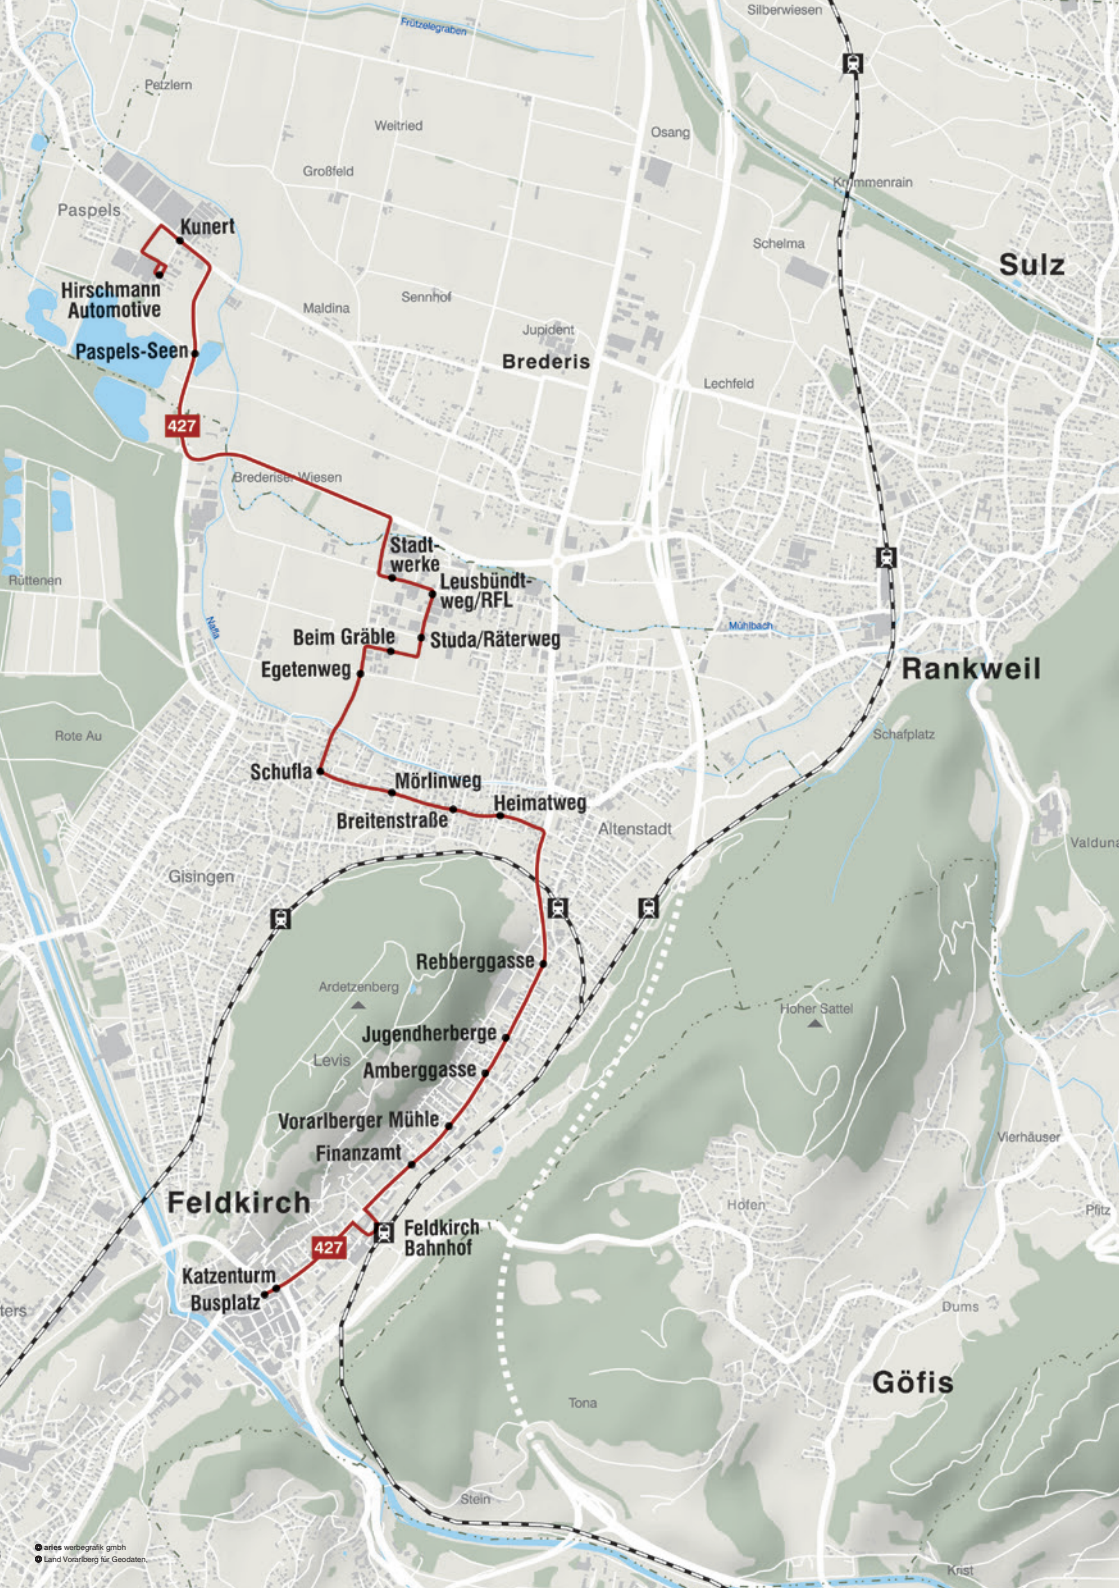 Silberwiesen
Frützelegraben
Petzlern
Weitried
Osang
Großfeld
Krummenrain
Paspels
Kunert
Schelma
Sulz
Hirschmann
Automotive
Sennhof
Maldina
Jupident
Paspels-Seen
Brederis
Lechfeld
427
Brederiser Wiesen
Stadt-
werke
Rüttenen
Leusbündt-
weg/RFL
Nafla
Mühlbach
Beim Gräble
Studa/Räterweg
Egetenweg
Rankweil
Rote Au
Schafplatz
Schufla
Mörlinweg
Heimatweg
Breitenstraße
Altenstadt
Valduna
Gisingen
Rebberggasse
Ardetzenberg
Hoher Sattel
Jugendherberge
Levis
Amberggasse
Vorarlberger Mühle
Vierhäuser
Finanzamt
Feldkirch
Hofen
Pfitz
Feldkirch
Bahnhof
427
Katzenturm
Busplatz
ters
Dums
Göfis
Tona
Stein
aries werbegrafik gmbh
Land Vorarlberg für Geodaten,
Krist